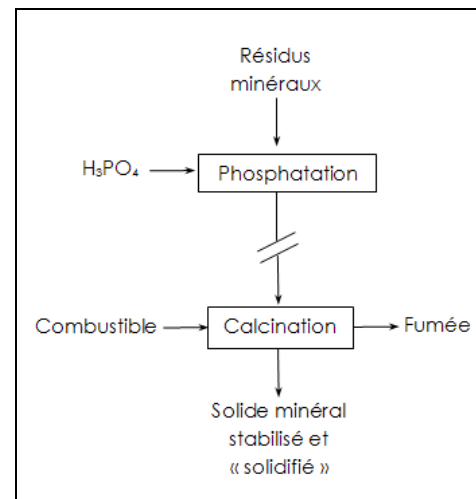 Résidus
minéraux
H₃PO₄
Phosphatation
Combustible
Calcination
Fumée
Solide minéral
stabilisé et
« solidifié »